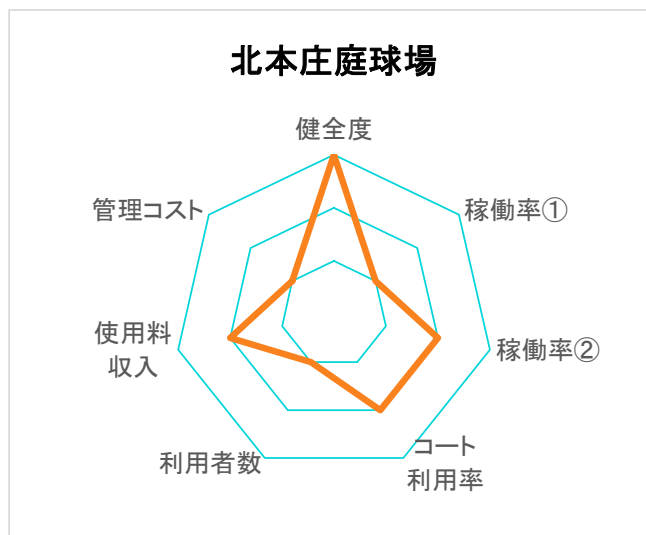 北本庄庭球場
健全度
稼働率①
稼働率②
コート
利用率
利用者数
使用料
収入
管理コスト